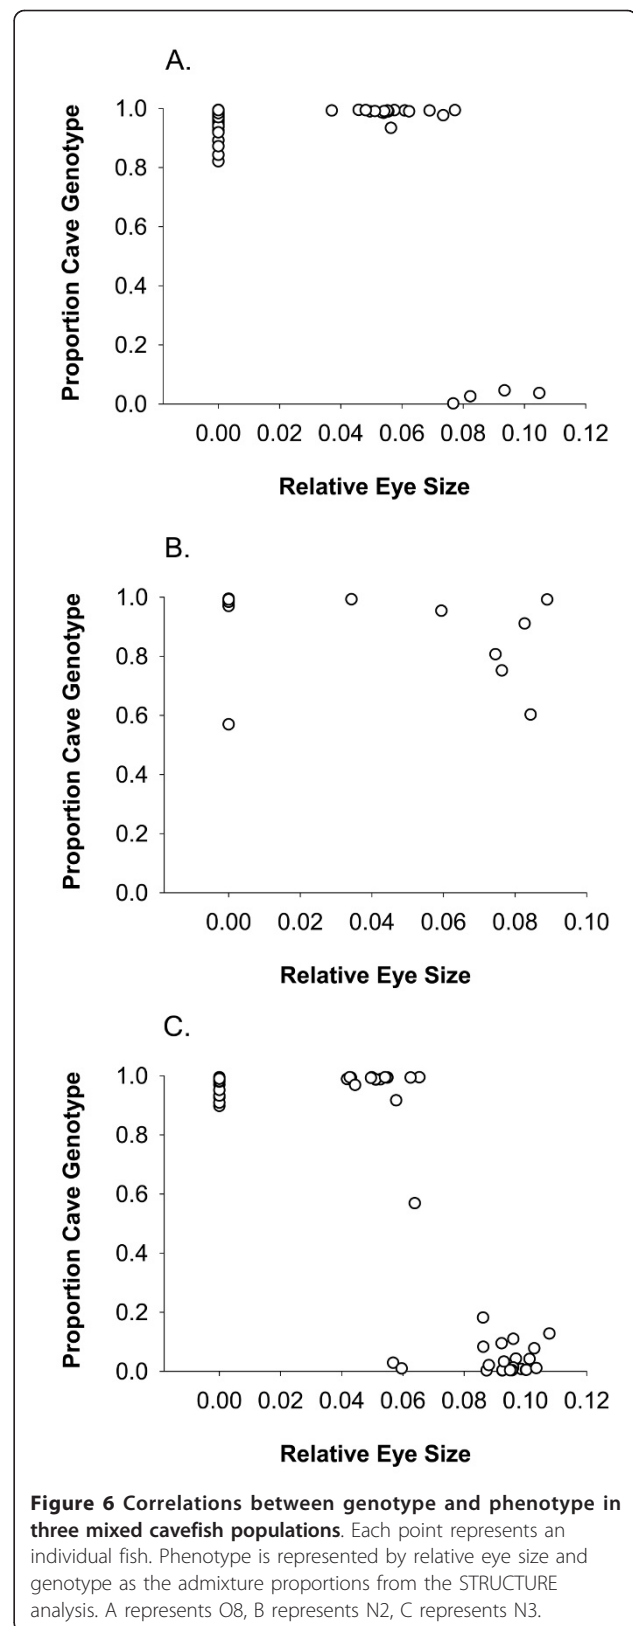 A.
1.0
0.8
0.6
0.4
0.2
0.0
Proportion Cave Genotype
0.00 0.02 0.04 0.06 0.08 0.10 0.12
Relative Eye Size
B.
1.0
0.8
0.6
0.4
0.2
0.0
Proportion Cave Genotype
0.00 0.02 0.04 0.06 0.08 0.10
Relative Eye Size
C.
1.0
0.8
0.6
0.4
0.2
0.0
Proportion Cave Genotype
0.00 0.02 0.04 0.06 0.08 0.10 0.12
Relative Eye Size
Figure 6 Correlations between genotype and phenotype in
three mixed cavefish populations. Each point represents an
individual fish. Phenotype is represented by relative eye size and
genotype as the admixture proportions from the STRUCTURE
analysis. A represents O8, B represents N2, C represents N3.